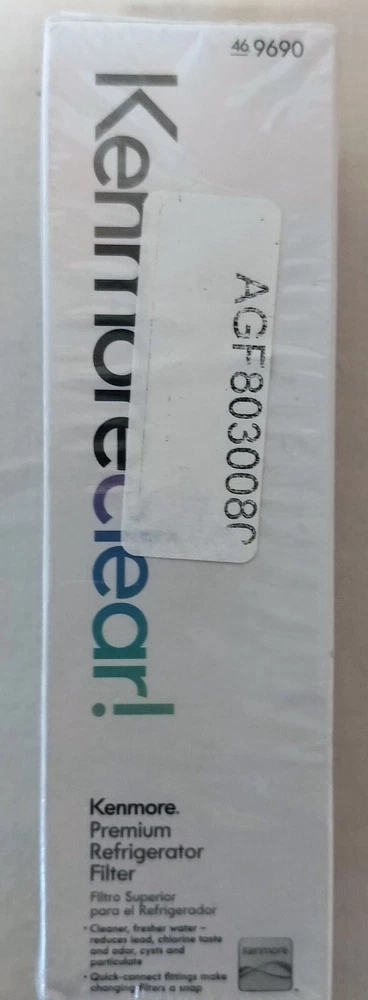 46 9690
Kenmoreclear!
AGF803008
Kenmore.
Premium
Refrigerator
Filter
Filtro Superior
para el Refrigerador
• Cleaner, fresher water –
reduces lead, chlorine taste
and odor, cysts and
particulate
• Quick-connect fittings make
changing filters a snap
Kenmore